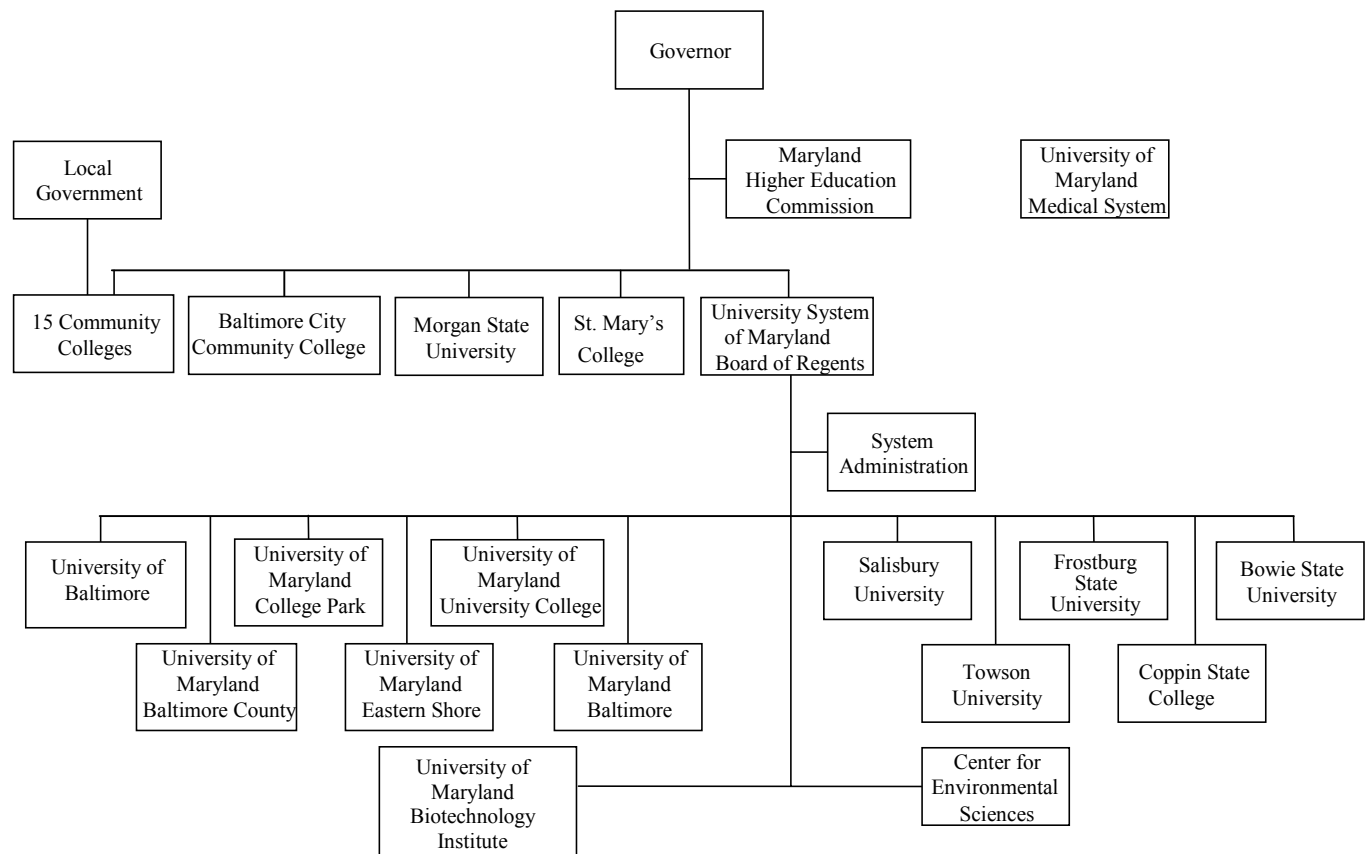 Governor
Local
Government
Maryland
Higher Education
Commission
University of
Maryland
Medical System
15 Community
Colleges
Baltimore City
Community College
Morgan State
University
St. Mary’s
College
University System
of Maryland
Board of Regents
System
Administration
University of
Baltimore
University of
Maryland
College Park
University of
Maryland
University College
Salisbury
University
Frostburg
State
University
Bowie State
University
University of
Maryland
Baltimore County
University of
Maryland
Eastern Shore
University of
Maryland
Baltimore
Towson
University
Coppin State
College
University of
Maryland
Biotechnology
Institute
Center for
Environmental
Sciences